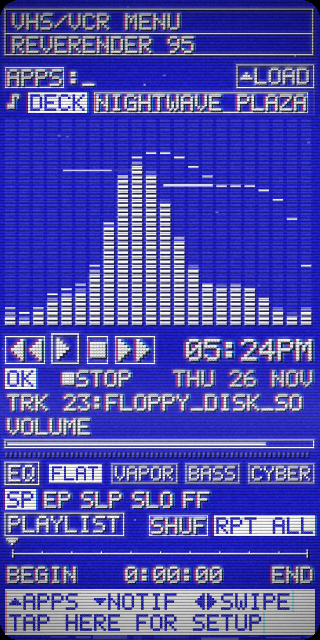 VHS/VCR MENU
REVERENDER 95
APPS:_ LOAD
DECK NIGHTWAVE PLAZA
05:24PM
OK STOP THU 26 NOV
TRK 23:FLOPPY_DISK_SO
VOLUME
EQ FLAT VAPOR BASS CYBER
SP EP SLP SLO FF
PLAYLIST SHUF RPT ALL
BEGIN 0:00:00 END
APPS NOTIF SWIPE
TAP HERE FOR SETUP